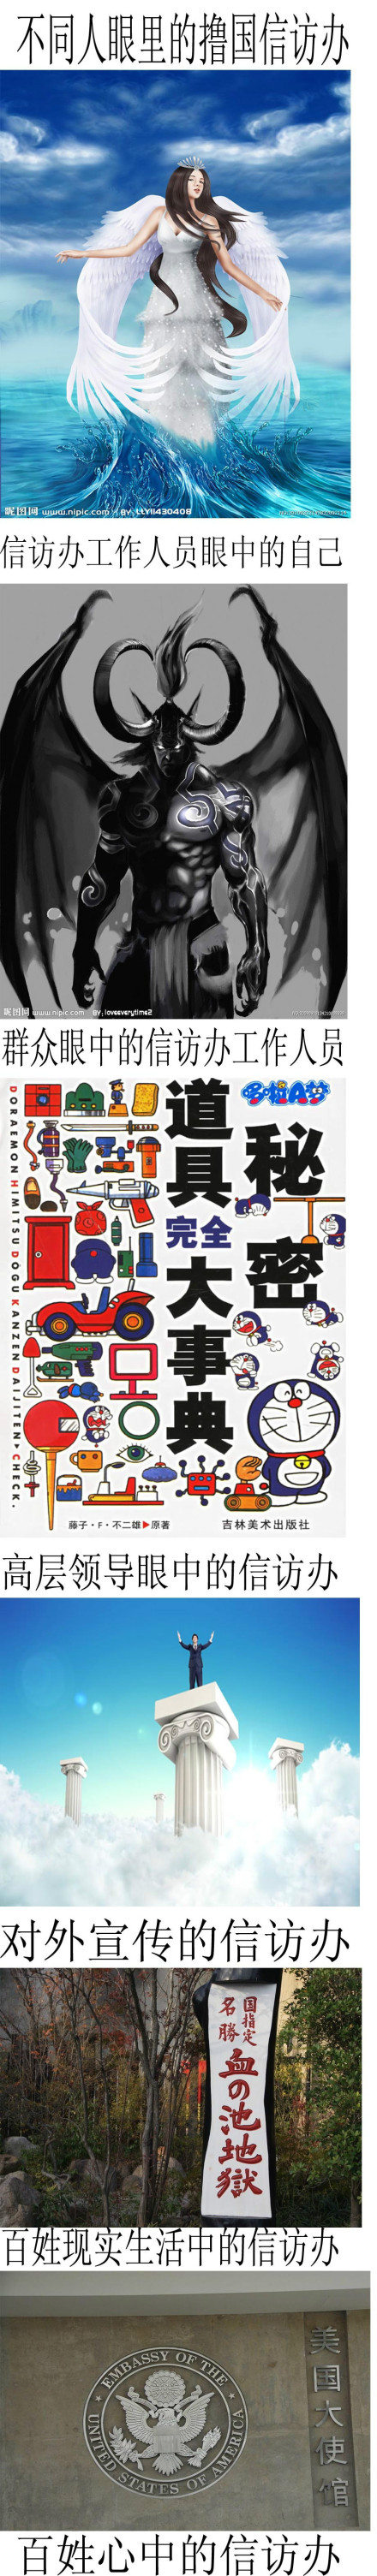 不同人眼里的撸国信访办
昵图网 www.nipic.com BY LLY11430408
信访办工作人员眼中的自己
昵图网 www.nipic.com BY loveeverytime2
群众眼中的信访办工作人员
哆啦A梦
秘密
道具
完全
大事典
DORAEMON HIMITSU DOGU KANZEN DAIJITEN CHECK.
藤子・F・不二雄▶原著
吉林美术出版社
高层领导眼中的信访办
对外宣传的信访办
国指定
名勝
血の池地獄
百姓现实生活中的信访办
EMBASSY OF THE
UNITED STATES OF AMERICA
美国大使馆
百姓心中的信访办